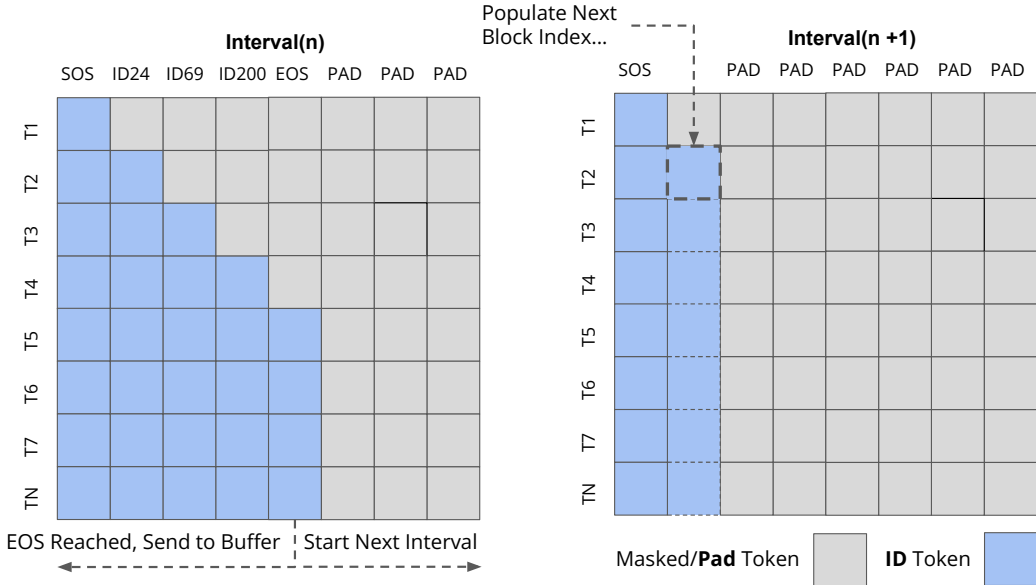 Populate Next
Block Index...
Interval(n)
SOS ID24 ID69 ID200 EOS PAD PAD PAD
T1
T2
T3
T4
T5
T6
T7
TN
EOS Reached, Send to Buffer
Start Next Interval
Interval(n +1)
SOS PAD PAD PAD PAD PAD PAD
T1
T2
T3
T4
T5
T6
T7
TN
Masked/Pad Token
ID Token